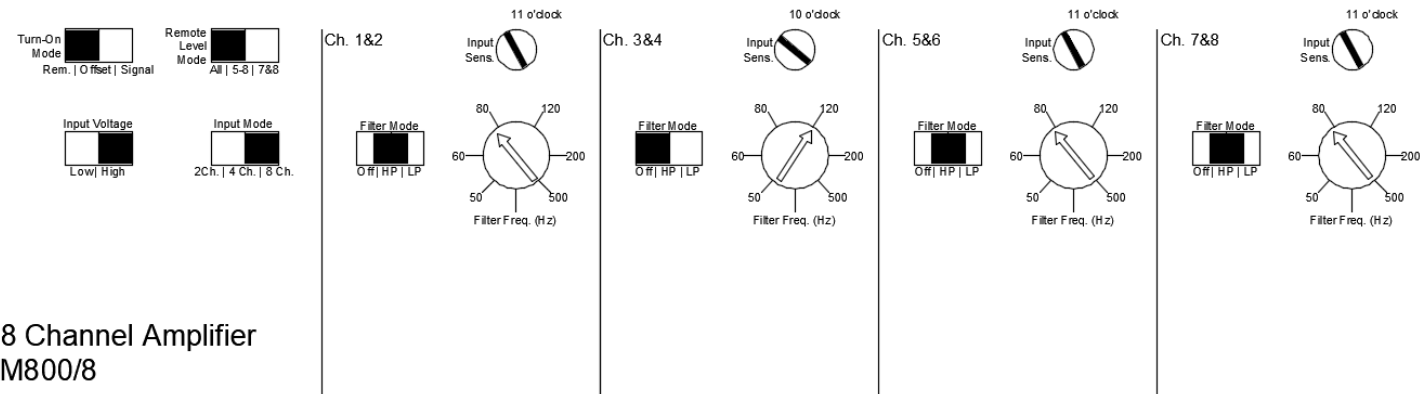 Turn-On
Mode
Rem. | Offset | Signal
Remote
Level
Mode
All | 5-8 | 7&8
Input Voltage
Low| High
Input Mode
2Ch. | 4 Ch. | 8 Ch.
8 Channel Amplifier
M800/8
Ch. 1&2
11 o'clock
Input
Sens.
Filter Mode
Off| HP | LP
80
120
60
200
50
500
Filter Freq. (Hz)
Ch. 3&4
10 o'clock
Input
Sens.
Filter Mode
Off| HP | LP
80
120
60
200
50
500
Filter Freq. (Hz)
Ch. 5&6
11 o'clock
Input
Sens.
Filter Mode
Off| HP | LP
80
120
60
200
50
500
Filter Freq. (Hz)
Ch. 7&8
11 o'clock
Input
Sens.
Filter Mode
Off| HP | LP
80
120
60
200
50
500
Filter Freq. (Hz)